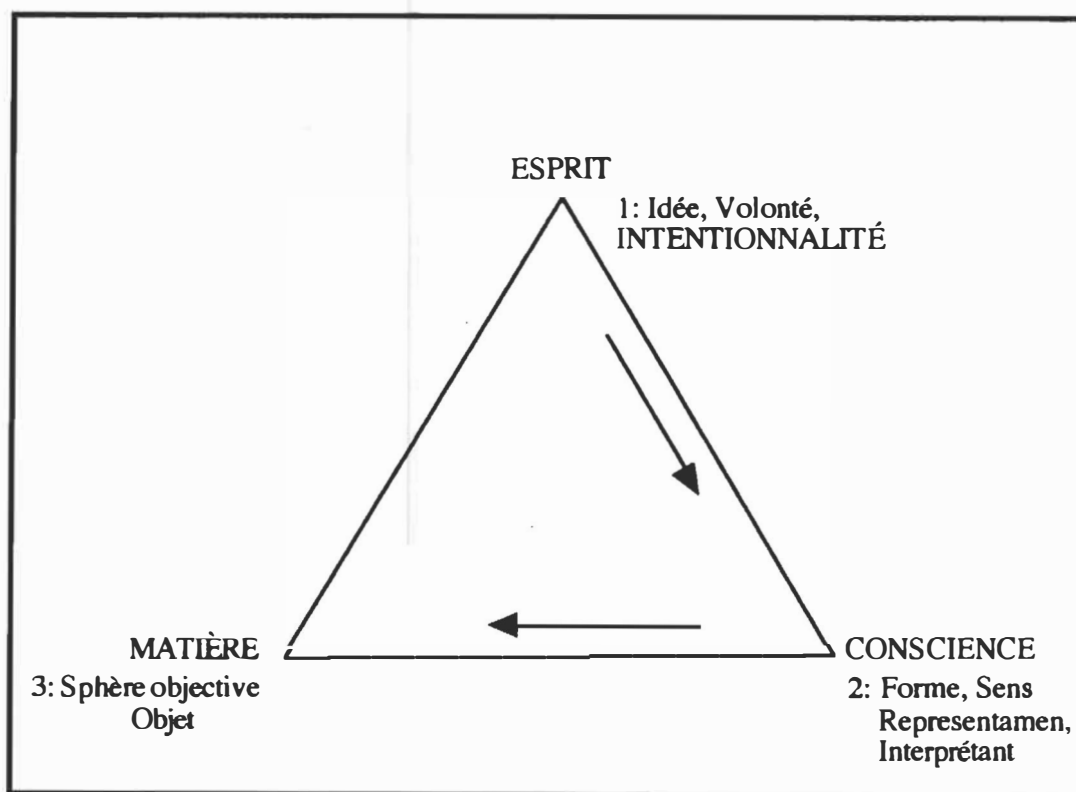 ESPRIT
1: Idée, Volonté,
INTENTIONNALITÉ
MATIÈRE
3: Sphère objective
Objet
CONSCIENCE
2: Forme, Sens
Representamen,
Interprétant